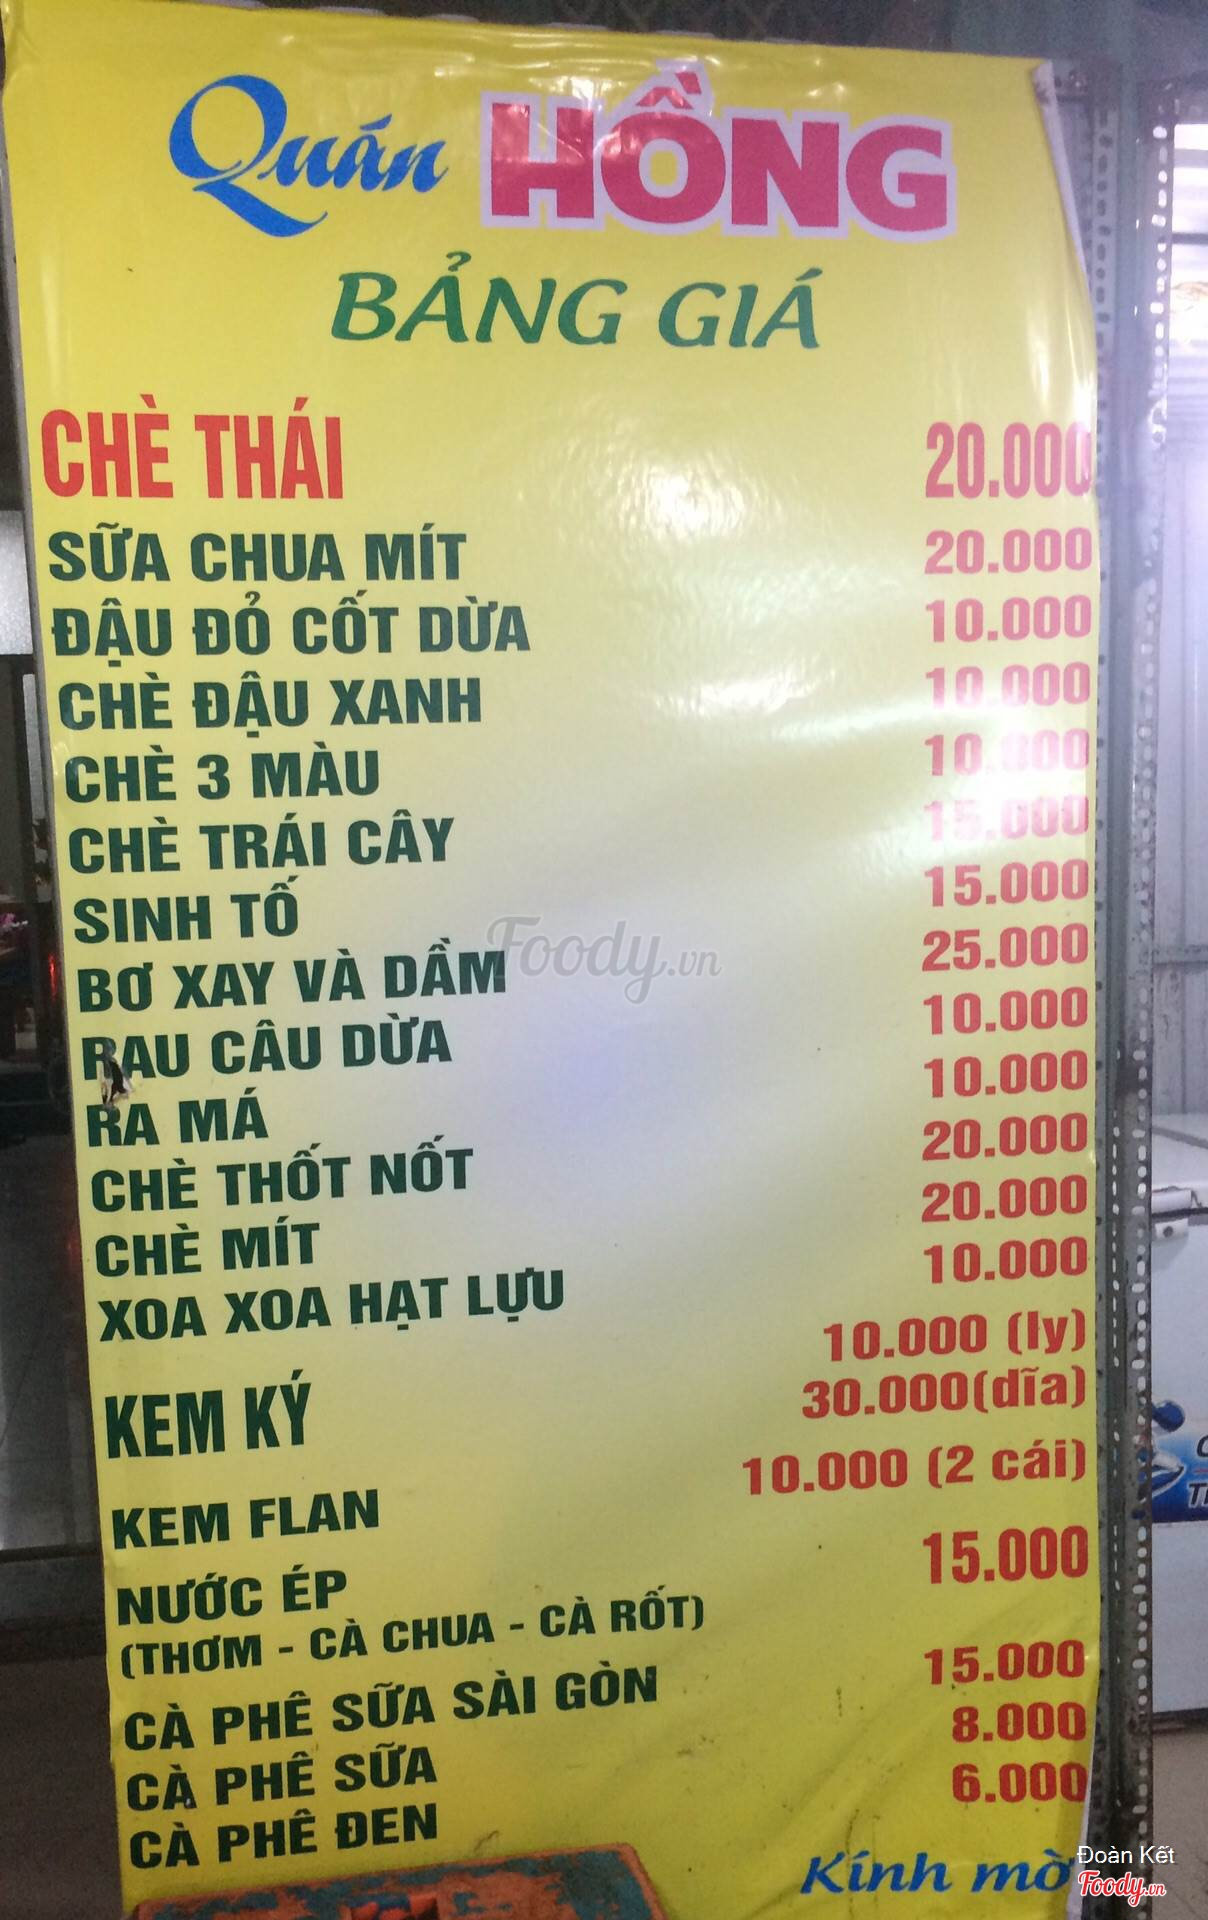 Quán HỒNG
BẢNG GIÁ
CHÈ THÁI 20.000
SỮA CHUA MÍT 20.000
ĐẬU ĐỎ CỐT DỪA 10.000
CHÈ ĐẬU XANH 10.000
CHÈ 3 MÀU 10.000
CHÈ TRÁI CÂY 15.000
SINH TỐ 15.000
BƠ XAY VÀ DẦM 25.000
RAU CÂU DỪA 10.000
RA MÁ 10.000
CHÈ THỐT NỐT 20.000
CHÈ MÍT 20.000
XOA XOA HẠT LỰU 10.000
10.000 (ly)
KEM KÝ 30.000(dĩa)
KEM FLAN 10.000 (2 cái)
NƯỚC ÉP 15.000
(THƠM - CÀ CHUA - CÀ RỐT)
CÀ PHÊ SỮA SÀI GÒN 15.000
CÀ PHÊ SỮA 8.000
CÀ PHÊ ĐEN 6.000
Kính mờ
Foody.vn
Đoàn Kết
Foody.vn